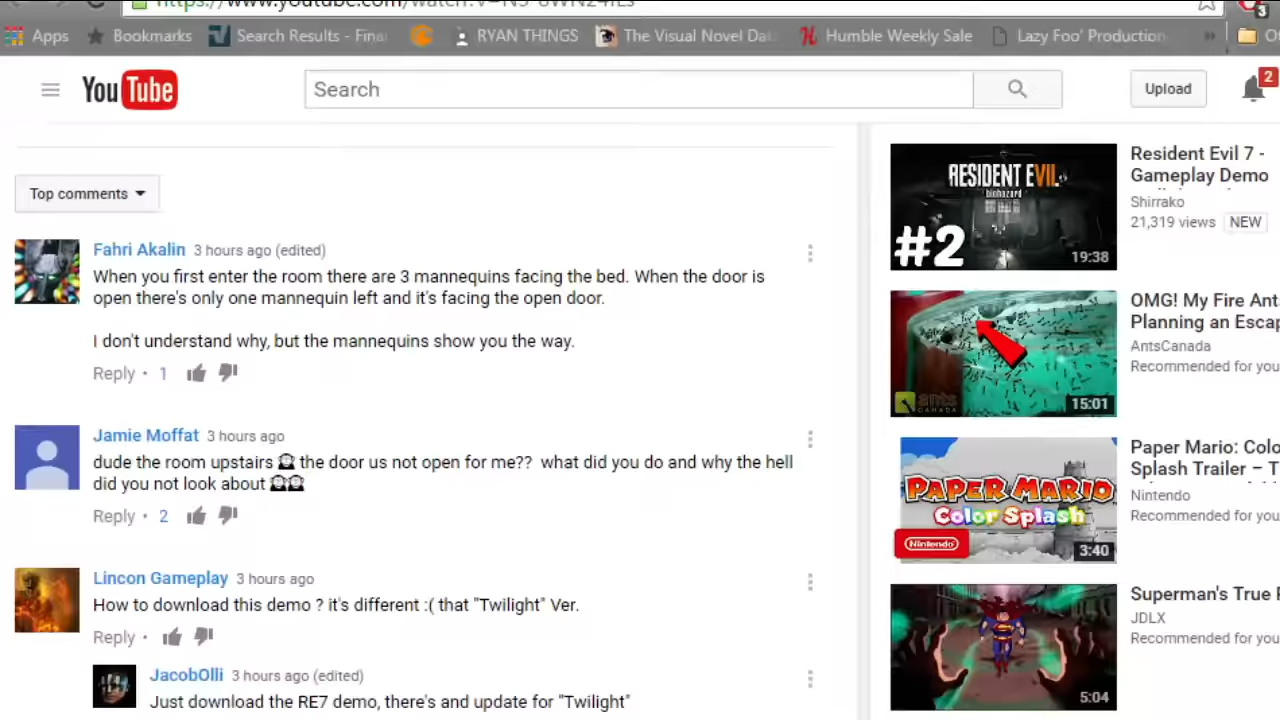 Apps
Bookmarks
Search Results - Fina
RYAN THINGS
The Visual Novel Da
Humble Weekly Sale
Lazy Foo' Production
3
YouTube
Search
Upload
2
Top comments
Fahri Akalin 3 hours ago (edited)
When you first enter the room there are 3 mannequins facing the bed. When the door is
open there's only one mannequin left and it's facing the open door.
I don't understand why, but the mannequins show you the way.
Reply • 1
Jamie Moffat 3 hours ago
dude the room upstairs the door us not open for me?? what did you do and why the hell
did you not look about
Reply • 2
Lincon Gameplay 3 hours ago
How to download this demo ? it's different :( that "Twilight" Ver.
Reply •
JacobOlli 3 hours ago (edited)
Just download the RE7 demo, there's and update for "Twilight"
RESIDENT EVIL
biohazard
#2
19:38
Resident Evil 7 -
Gameplay Demo
Shirrako
21,319 views NEW
ants
CANADA
15:01
OMG! My Fire Ants
Planning an Escap
AntsCanada
Recommended for you
PAPER MARIO
Color Splash
Nintendo
3:40
Paper Mario: Colo
Splash Trailer – T
Nintendo
Recommended for you
5:04
Superman's True
JDLX
Recommended for you